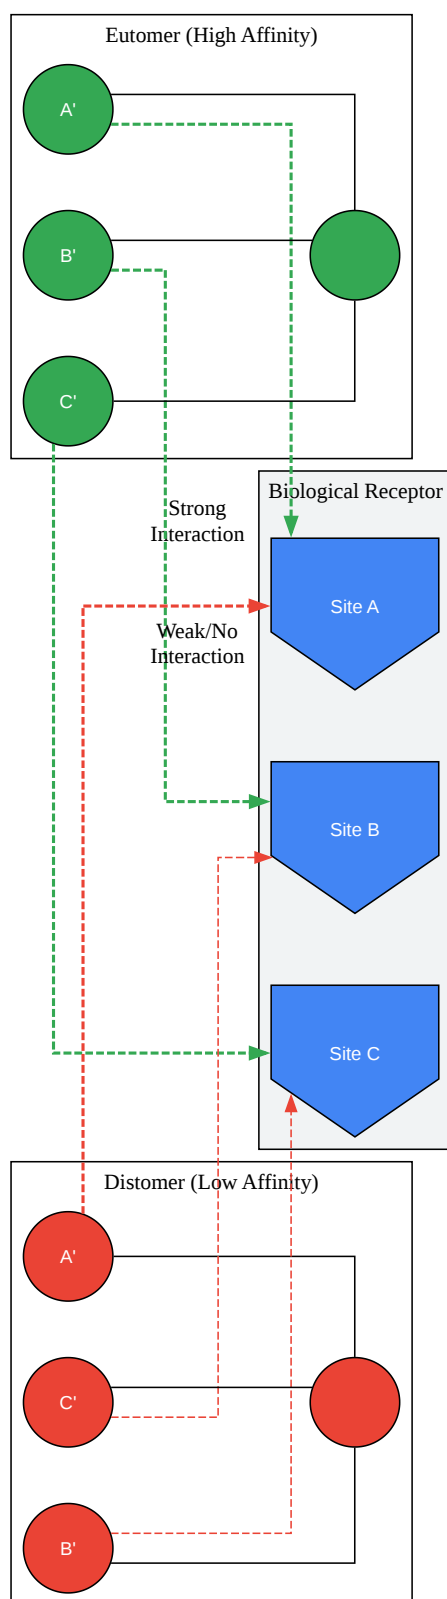 Eutomer (High Affinity)
A'
B'
C'
Biological Receptor
Strong
Interaction
Site A
Weak/No
Interaction
Site B
Site C
Distomer (Low Affinity)
A'
C'
B'